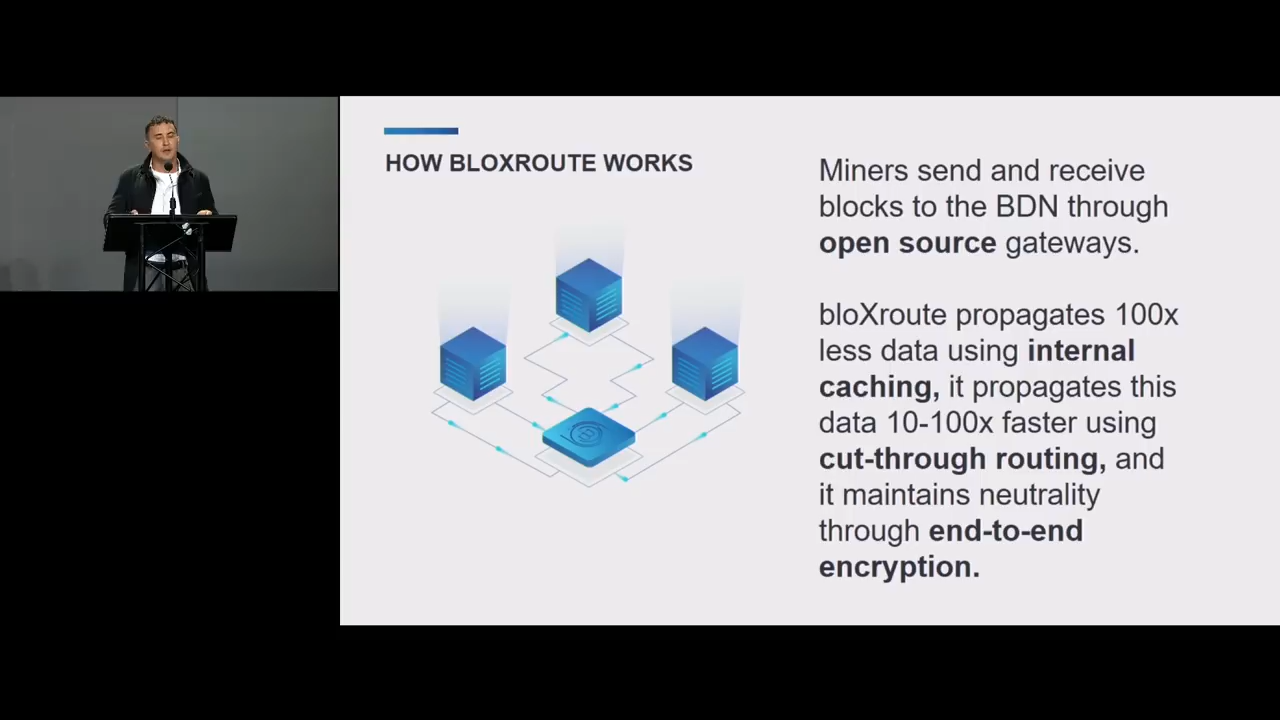 HOW BLOXROUTE WORKS
Miners send and receive
blocks to the BDN through
open source gateways.
bloXroute propagates 100x
less data using internal
caching, it propagates this
data 10-100x faster using
cut-through routing, and
it maintains neutrality
through end-to-end
encryption.